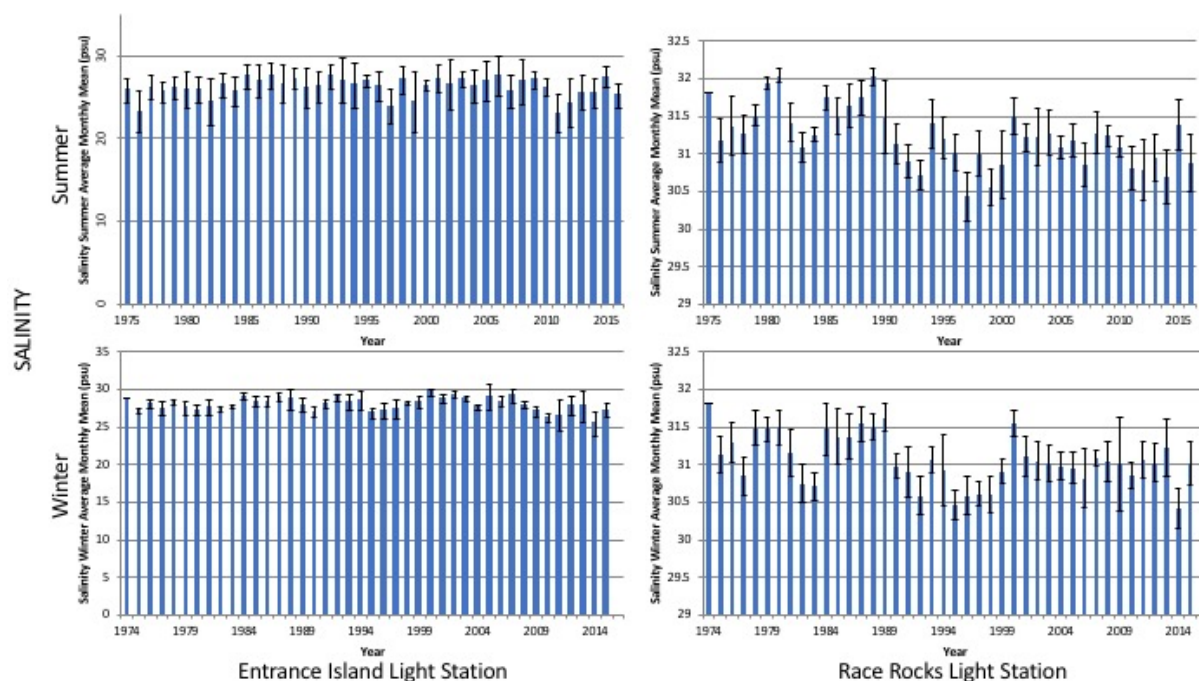 SALINITY
Summer
Salinity Summer Average Monthly Mean (psu)
30
20
10
0
1975 1980 1985 1990 1995 2000 2005 2010 2015
Year
Salinity Summer Average Monthly Mean (psu)
32.5
32
31.5
31
30.5
30
29.5
29
1975 1980 1985 1990 1995 2000 2005 2010 2015
Year
Winter
Salinity Winter Average Monthly Mean (psu)
35
30
25
20
15
10
5
0
1974 1979 1984 1989 1994 1999 2004 2009 2014
Year
Entrance Island Light Station
Salinity Winter Average Monthly Mean (psu)
32.5
32
31.5
31
30.5
30
29.5
29
1974 1979 1984 1989 1994 1999 2004 2009 2014
Year
Race Rocks Light Station